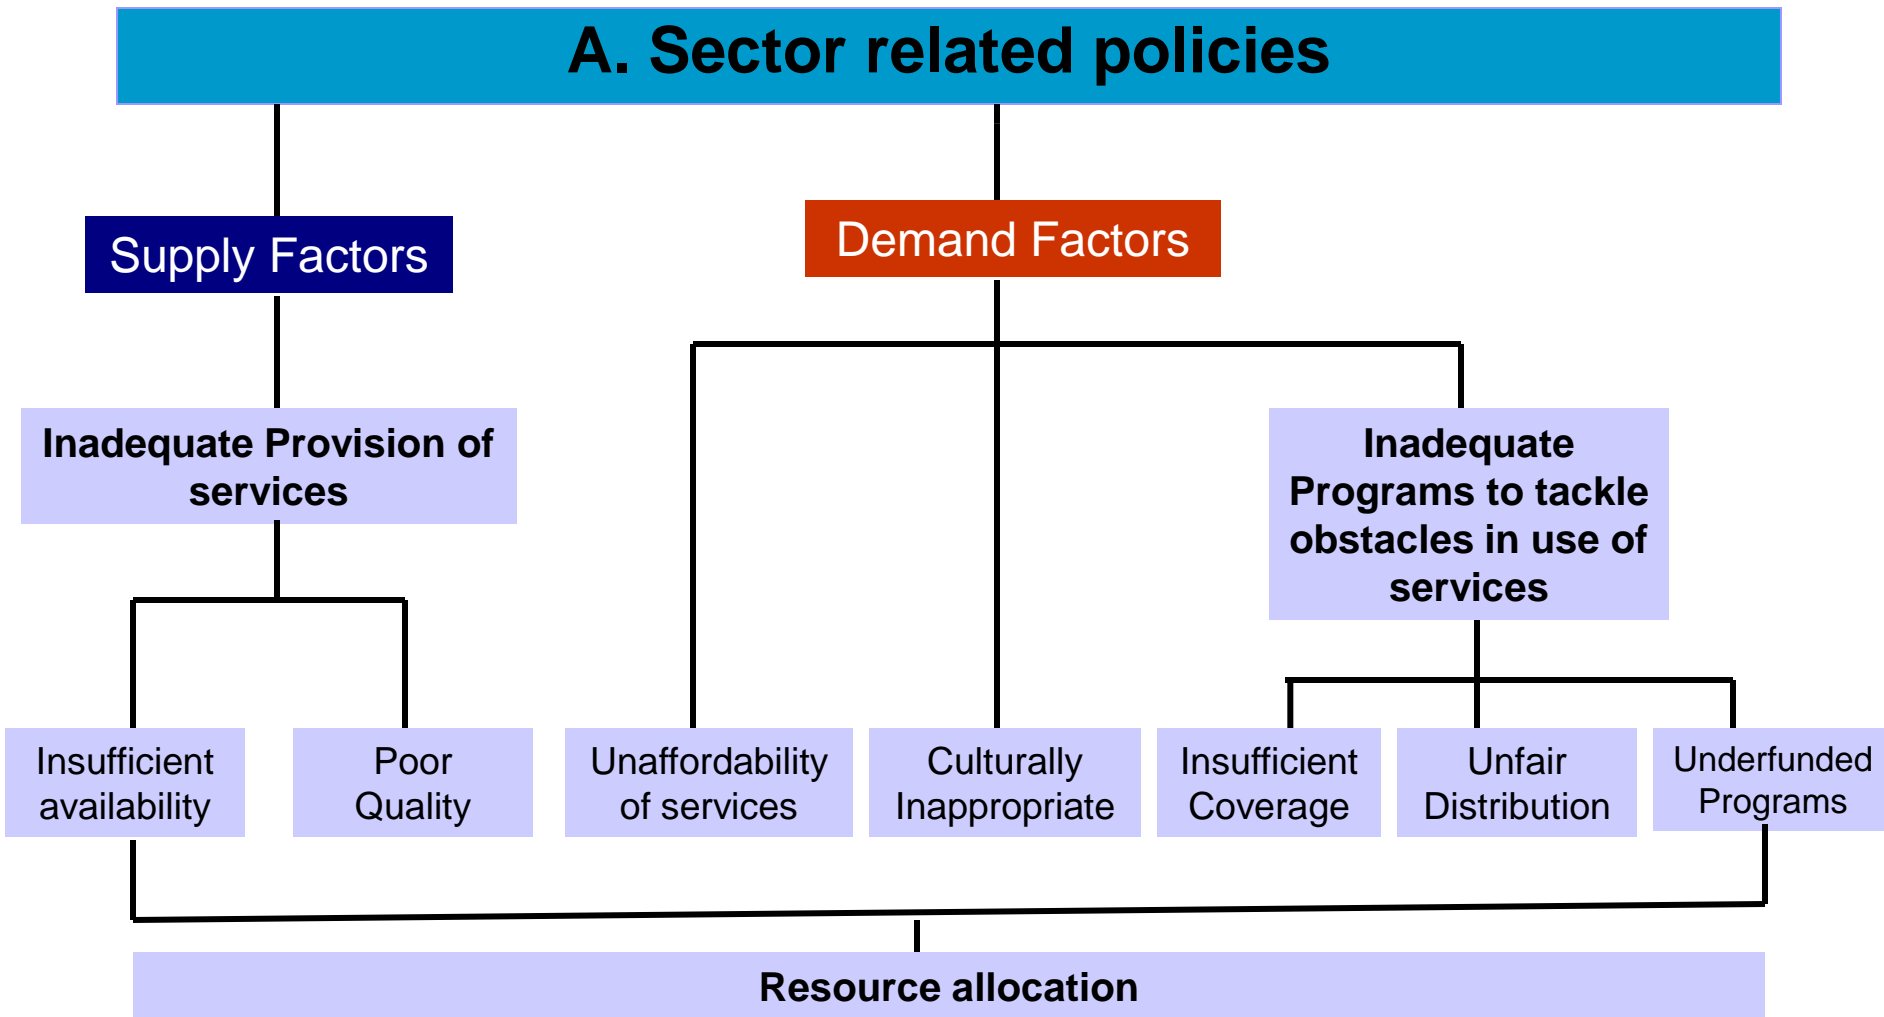 A. Sector related policies
Supply Factors
Demand Factors
Inadequate Provision of
services
Inadequate
Programs to tackle
obstacles in use of
services
Insufficient
availability
Poor
Quality
Unaffordability
of services
Culturally
Inappropriate
Insufficient
Coverage
Unfair
Distribution
Underfunded
Programs
Resource allocation